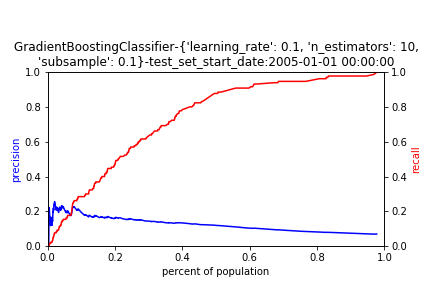 GradientBoostingClassifier-{'learning_rate': 0.1, 'n_estimators': 10,
'subsample': 0.1}-test_set_start_date:2005-01-01 00:00:00
1.0
0.8
0.6
0.4
0.2
0.0
precision
1.0
0.8
0.6
0.4
0.2
0.0
recall
0.0 0.2 0.4 0.6 0.8 1.0
percent of population